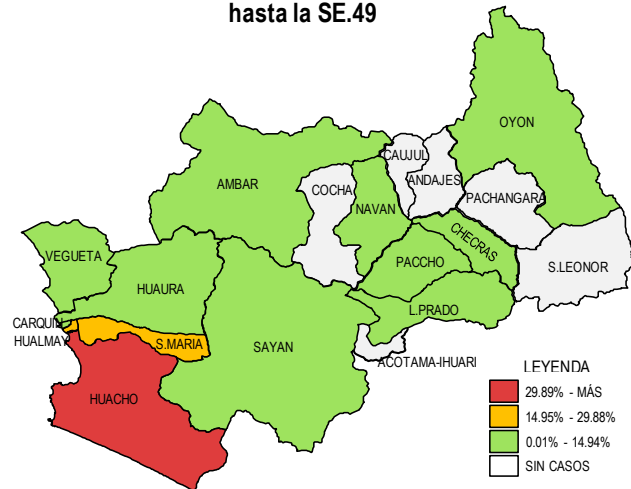 hasta la SE.49
OYON
CAUJUL
ANDAJES
AMBAR
COCHA
NAVAN
PACHANGARA
CHECRAS
VEGUETA
S.LEONOR
PACCHO
HUAURA
L.PRADO
CARQUIN
HUALMAY
S.MARIA
SAYAN
ACOTAMA-IHUARI
HUACHO
LEYENDA
29.89% - MÁS
14.95% - 29.88%
0.01% - 14.94%
SIN CASOS